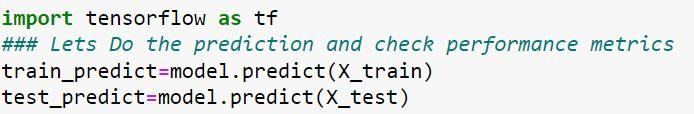 import tensorflow as tf
### Lets Do the prediction and check performance metrics
train_predict=model.predict(X_train)
test_predict=model.predict(X_test)